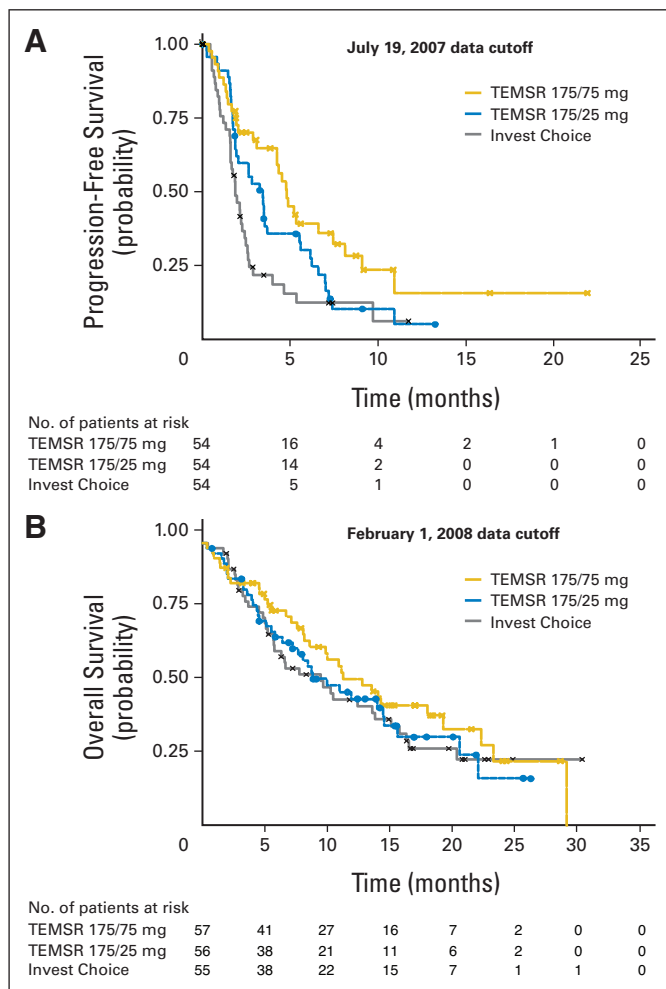 A
July 19, 2007 data cutoff
TEMSR 175/75 mg
TEMSR 175/25 mg
Invest Choice
Progression-Free Survival
(probability)
1.00
0.75
0.50
0.25
0 5 10 15 20 25
Time (months)
No. of patients at risk
TEMSR 175/75 mg 54 16 4 2 1 0
TEMSR 175/25 mg 54 14 2 0 0 0
Invest Choice 54 5 1 0 0 0
B
February 1, 2008 data cutoff
TEMSR 175/75 mg
TEMSR 175/25 mg
Invest Choice
Overall Survival
(probability)
1.00
0.75
0.50
0.25
0 5 10 15 20 25 30 35
Time (months)
No. of patients at risk
TEMSR 175/75 mg 57 41 27 16 7 2 0 0
TEMSR 175/25 mg 56 38 21 11 6 2 0 0
Invest Choice 55 38 22 15 7 1 1 0